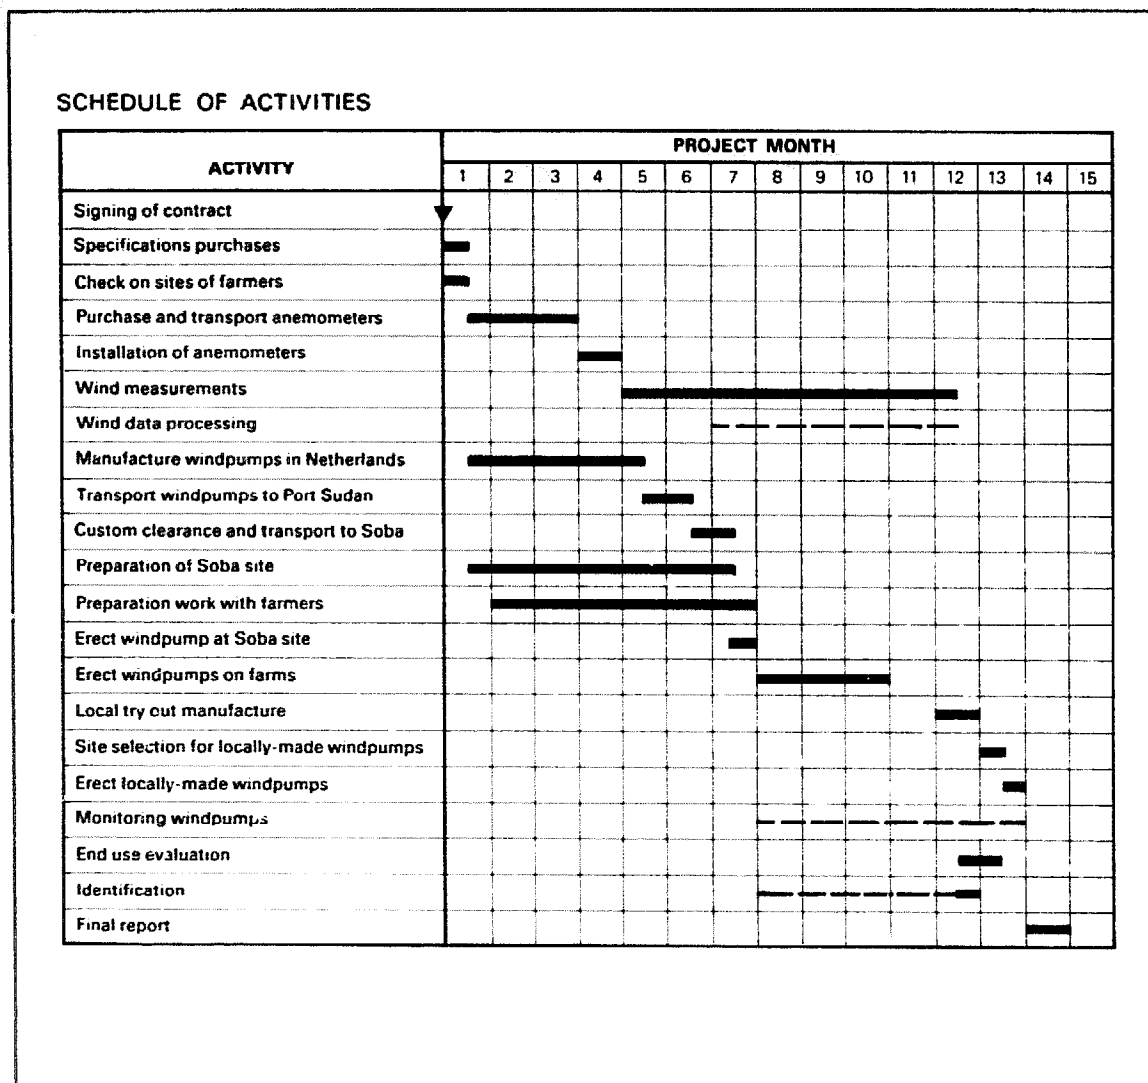 SCHEDULE OF ACTIVITIES
ACTIVITY
PROJECT MONTH
1 2 3 4 5 6 7 8 9 10 11 12 13 14 15
Signing of contract
Specifications purchases
Check on sites of farmers
Purchase and transport anemometers
Installation of anemometers
Wind measurements
Wind data processing
Manufacture windpumps in Netherlands
Transport windpumps to Port Sudan
Custom clearance and transport to Soba
Preparation of Soba site
Preparation work with farmers
Erect windpump at Soba site
Erect windpumps on farms
Local try out manufacture
Site selection for locally-made windpumps
Erect locally-made windpumps
Monitoring windpumps
End use evaluation
Identification
Final report